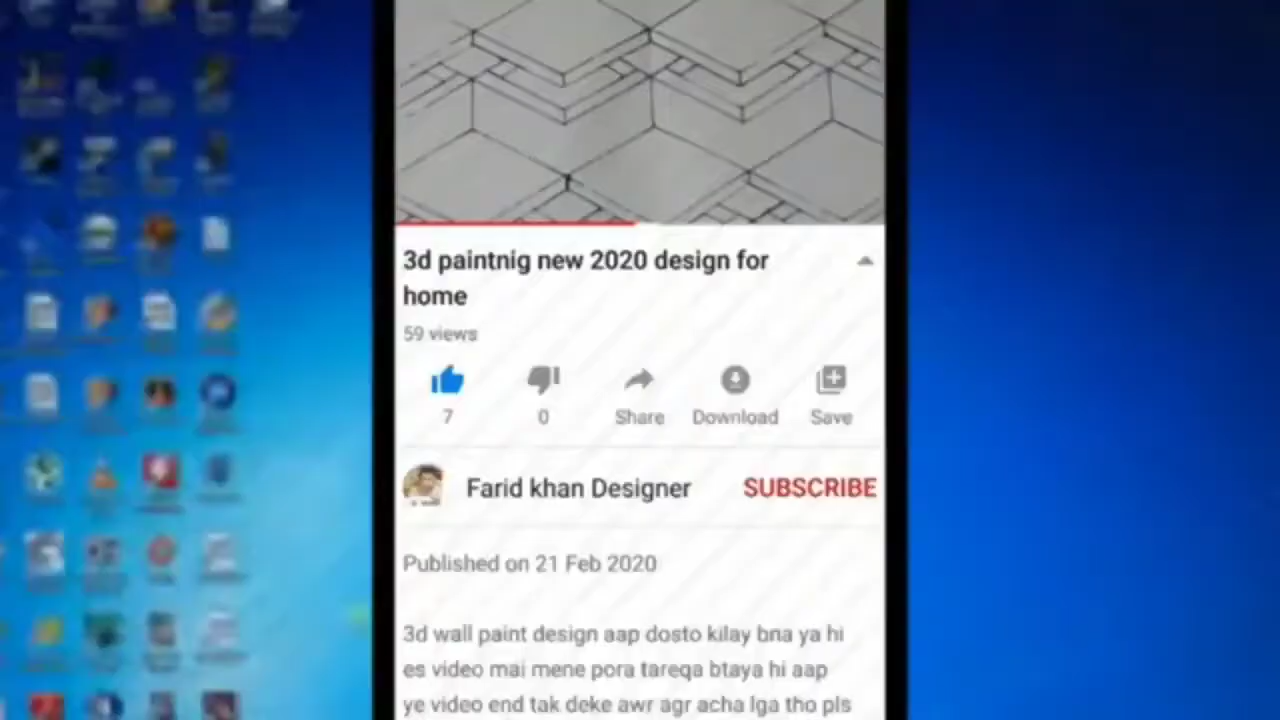 3d paintnig new 2020 design for
home
59 views
7
0
Share
Download
Save
Farid khan Designer
SUBSCRIBE
Published on 21 Feb 2020
3d wall paint design aap dosto kilay bna ya hi
es video mai mene pora tareqa btaya hi aap
ye video end tak deke awr agr acha lga tho pls